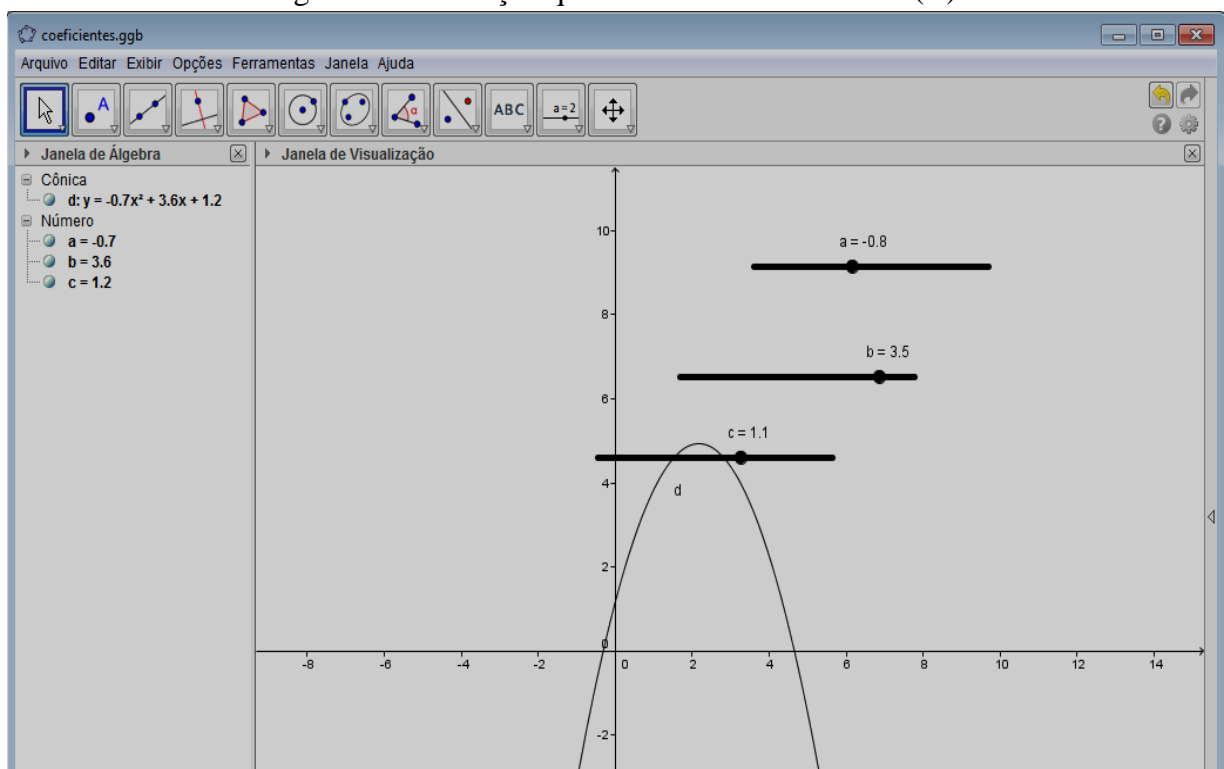 coeficientes.ggb
Arquivo Editar Exibir Opções Ferramentas Janela Ajuda
A
α
ABC
a=2
Janela de Álgebra
Janela de Visualização
Cônica
d: y = -0.7x² + 3.6x + 1.2
Número
a = -0.7
b = 3.6
c = 1.2
10
a = -0.8
8
b = 3.5
6
c = 1.1
4
d
2
0
-8 -6 -4 -2 0 2 4 6 8 10 12 14
-2